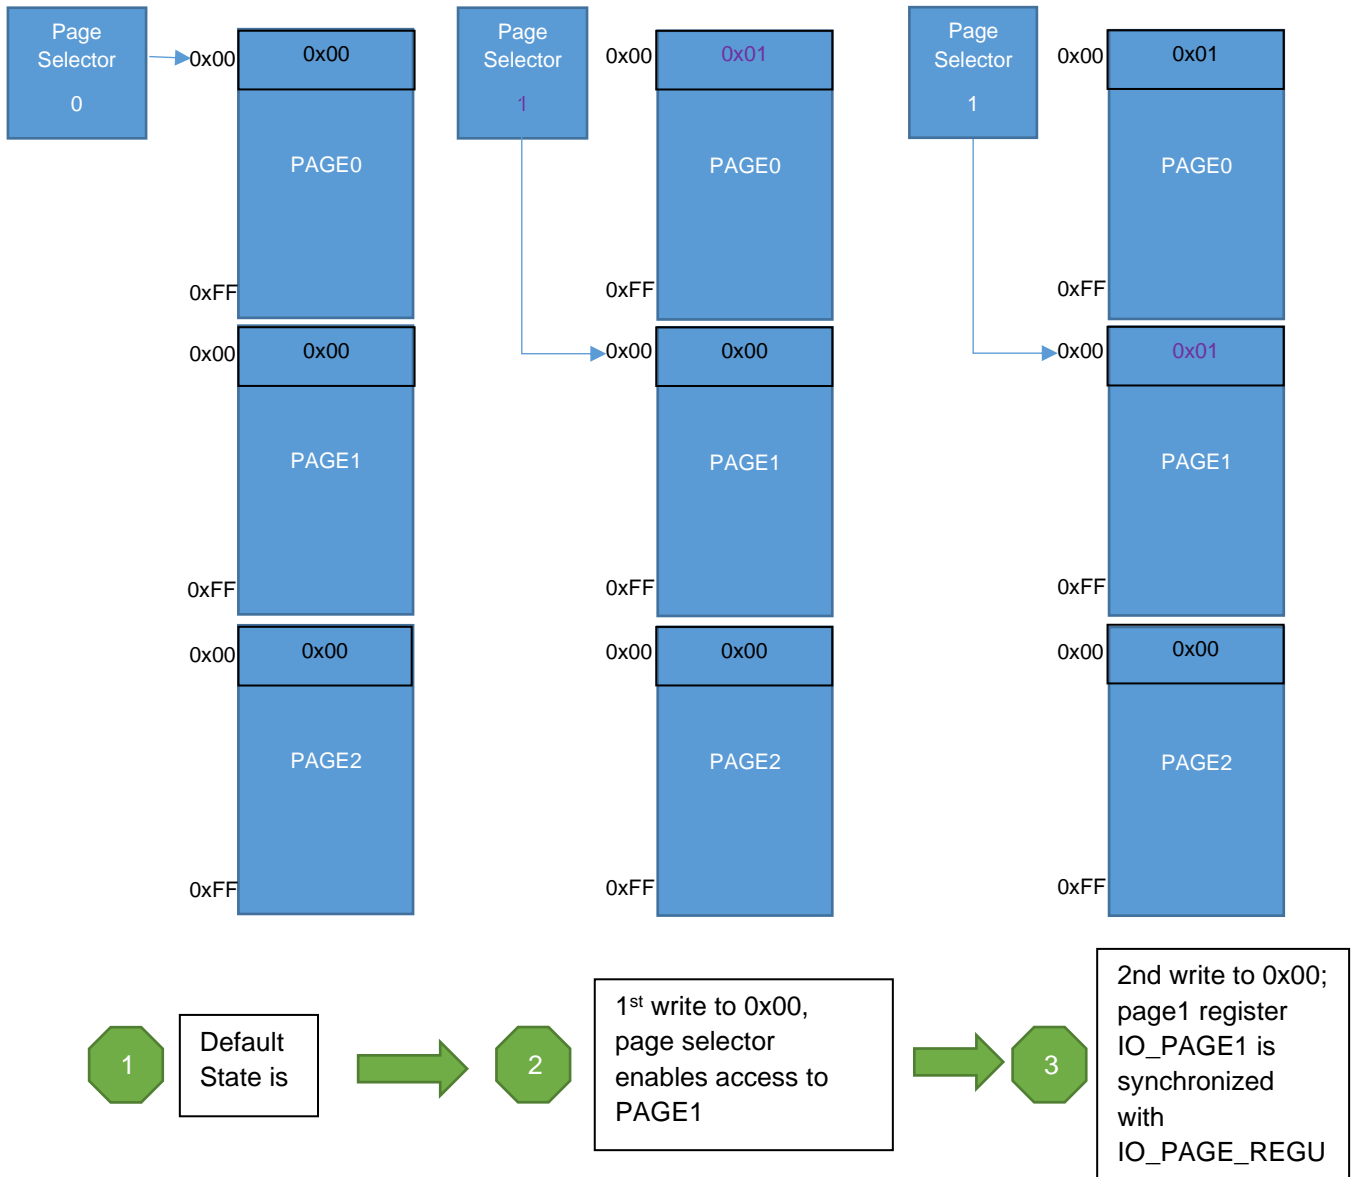 Page
Selector
0
0x00
0x00
PAGE0
0xFF
0x00
0x00
PAGE1
0xFF
0x00
0x00
PAGE2
0xFF
Page
Selector
1
0x00
0x01
PAGE0
0xFF
0x00
0x00
PAGE1
0xFF
0x00
0x00
PAGE2
0xFF
Page
Selector
1
0x00
0x01
PAGE0
0xFF
0x00
0x01
PAGE1
0xFF
0x00
0x00
PAGE2
0xFF
1
Default
State is
2
1st write to 0x00,
page selector
enables access to
PAGE1
3
2nd write to 0x00;
page1 register
IO_PAGE1 is
synchronized
with
IO_PAGE_REGU